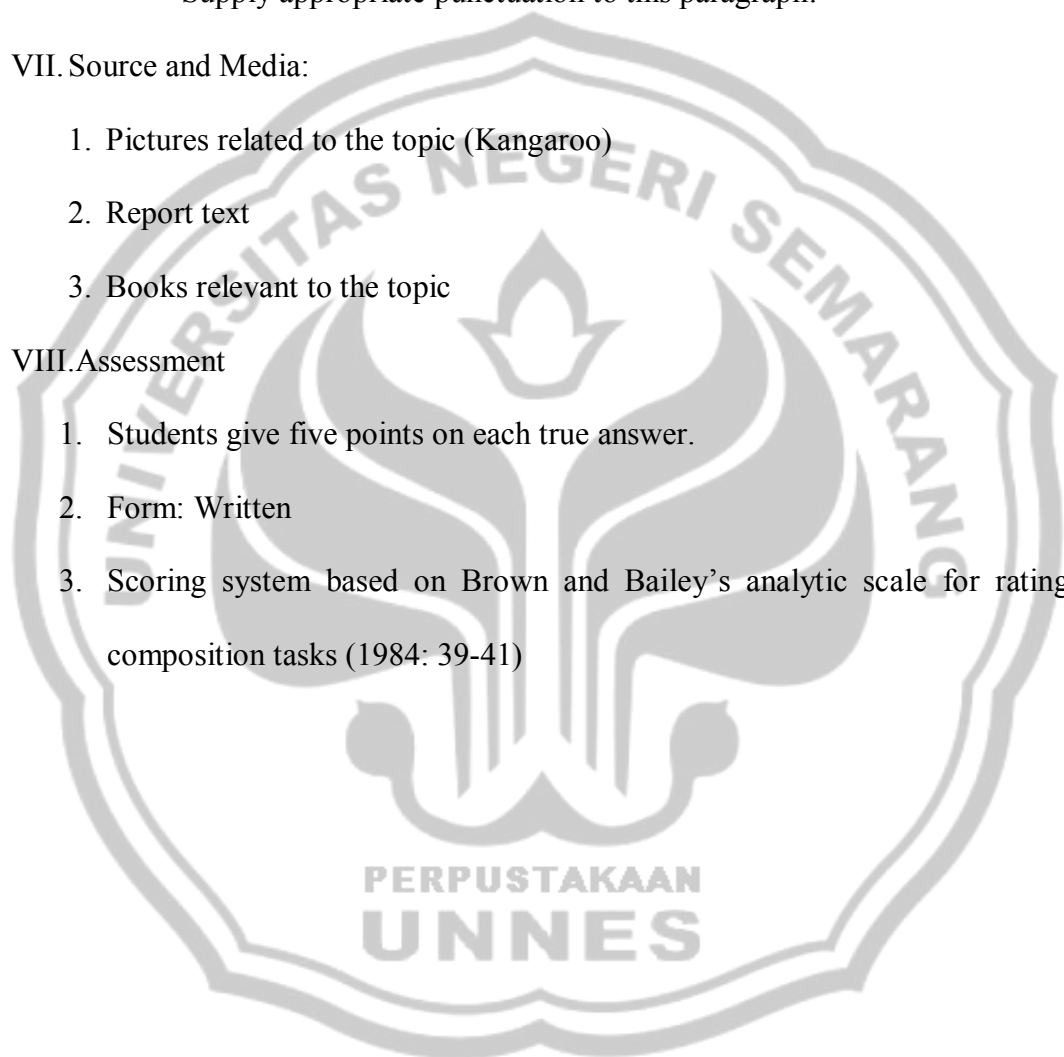 Supply appropriate punctuation to this paragraph.
VII. Source and Media:
1. Pictures related to the topic (Kangaroo)
2. Report text
3. Books relevant to the topic
VIII.Assessment
1. Students give five points on each true answer.
2. Form: Written
3. Scoring system based on Brown and Bailey’s analytic scale for rating
composition tasks (1984: 39-41)
UNIVERSITAS NEGERI SEMARANG
PERPUSTAKAAN
UNNES